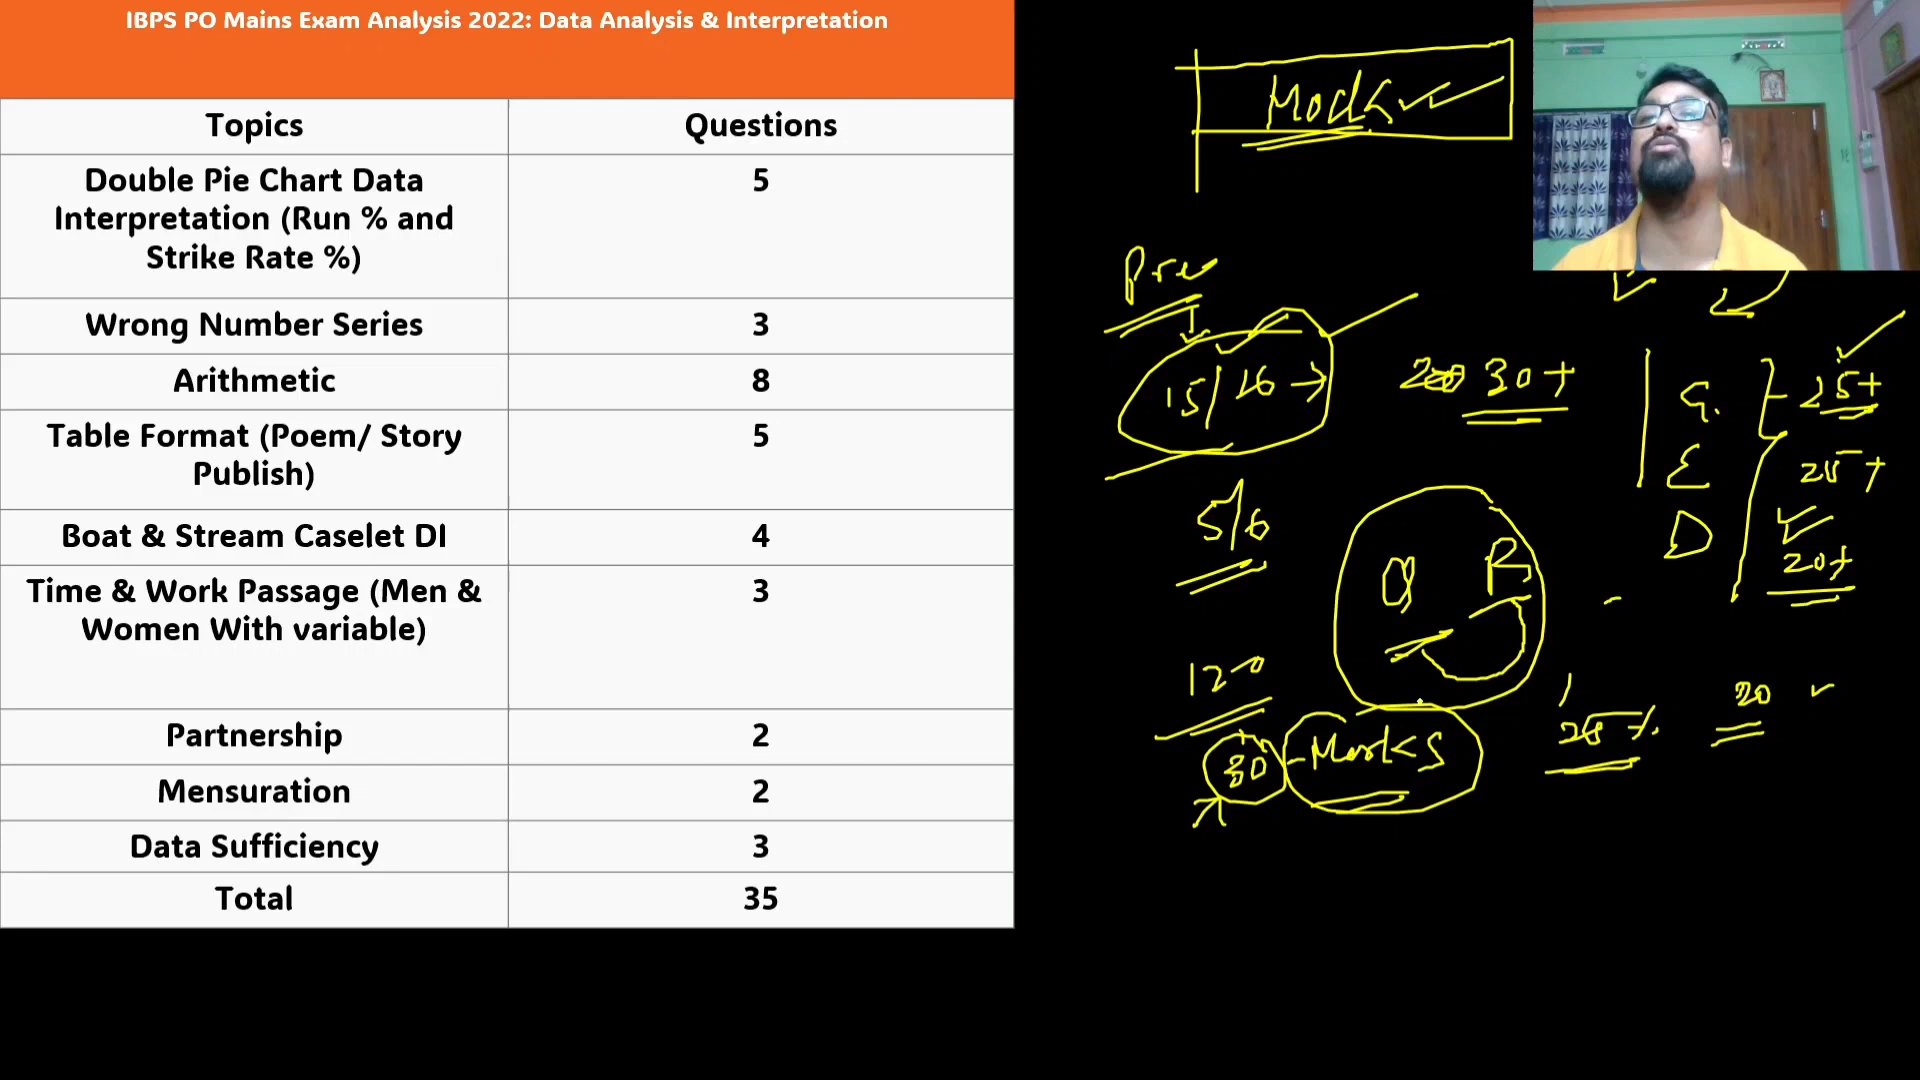 IBPS PO Mains Exam Analysis 2022: Data Analysis & Interpretation
Topics Questions
Double Pie Chart Data 5
Interpretation (Run % and
Strike Rate %)
Wrong Number Series 3
Arithmetic 8
Table Format (Poem/ Story 5
Publish)
Boat & Stream Caselet DI 4
Time & Work Passage (Men & 3
Women With variable)
Partnership 2
Mensuration 2
Data Sufficiency 3
Total 35
Mock
Pre
15/16 30+
G. 25+
E 25+
D 20+
5/6
Q R
120
80 - Marks
20